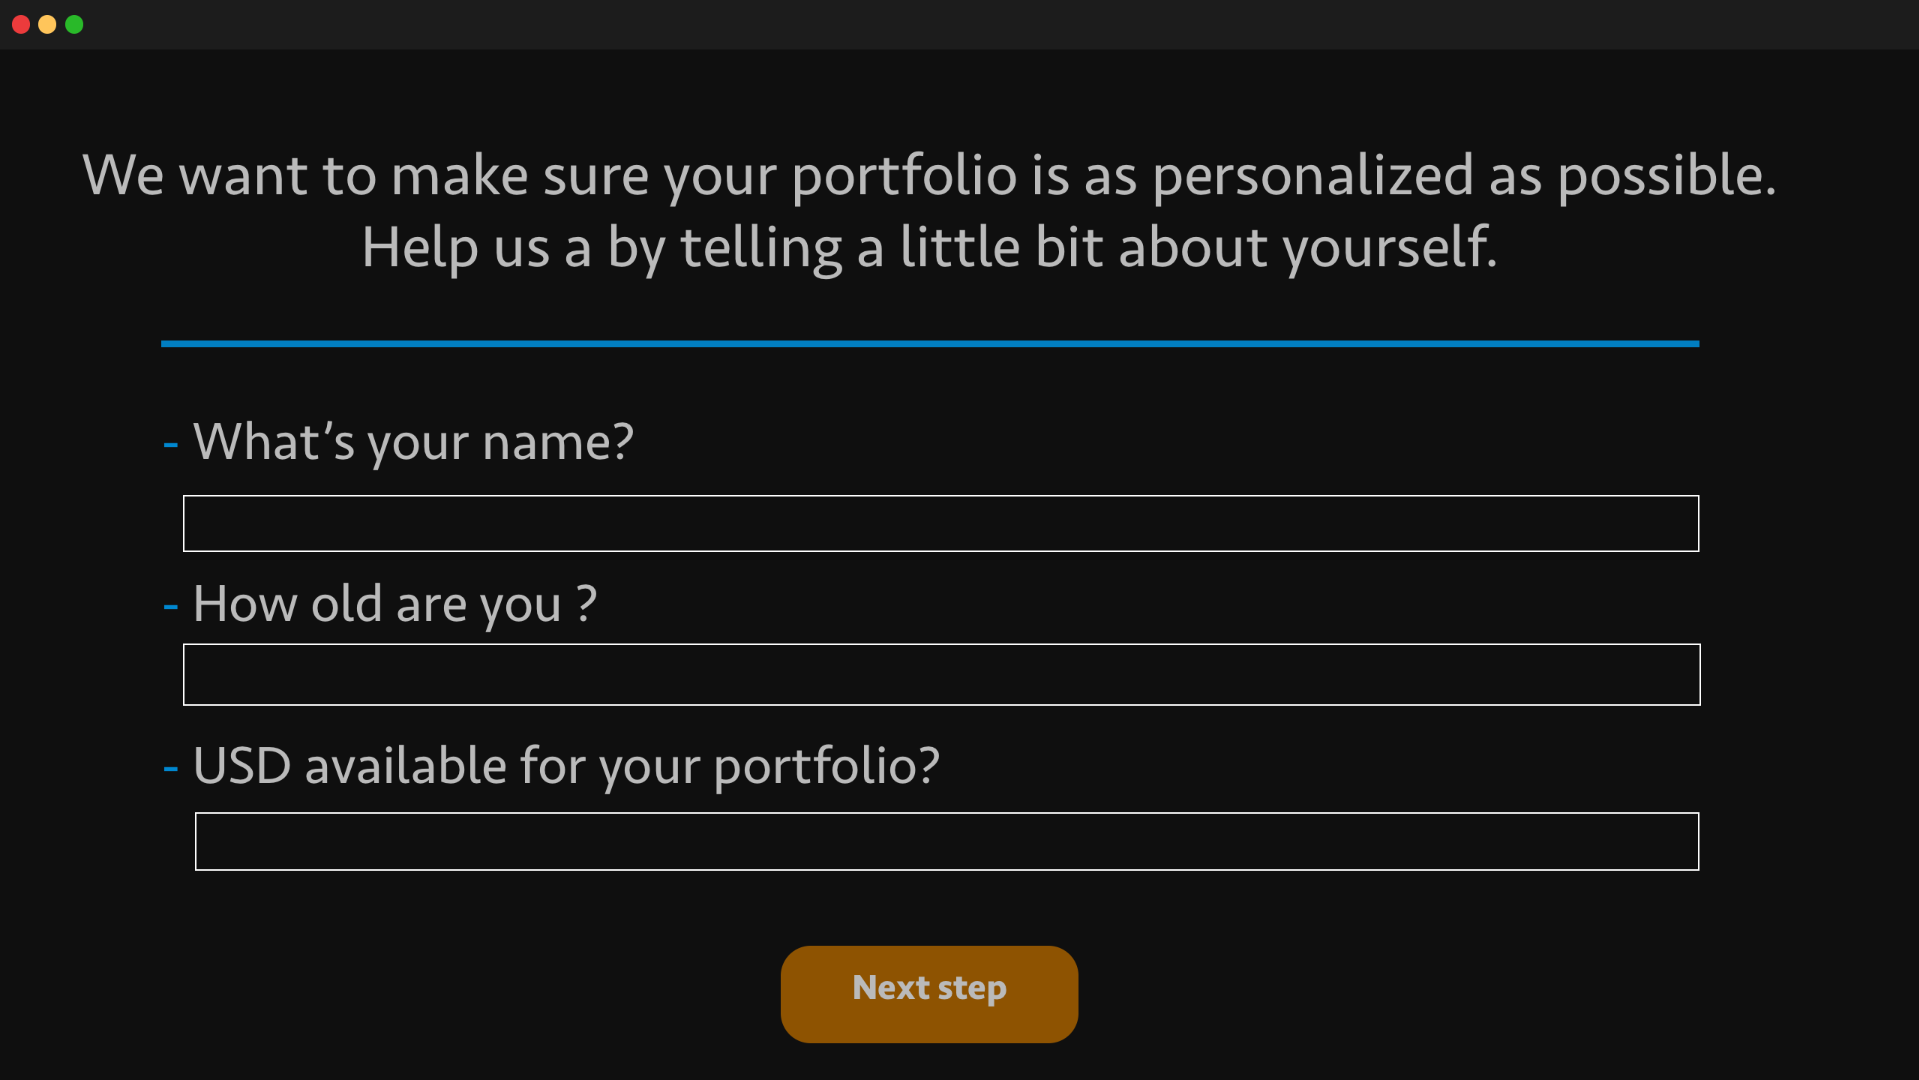 We want to make sure your portfolio is as personalized as possible.
Help us a by telling a little bit about yourself.
- What’s your name?
- How old are you ?
- USD available for your portfolio?
Next step